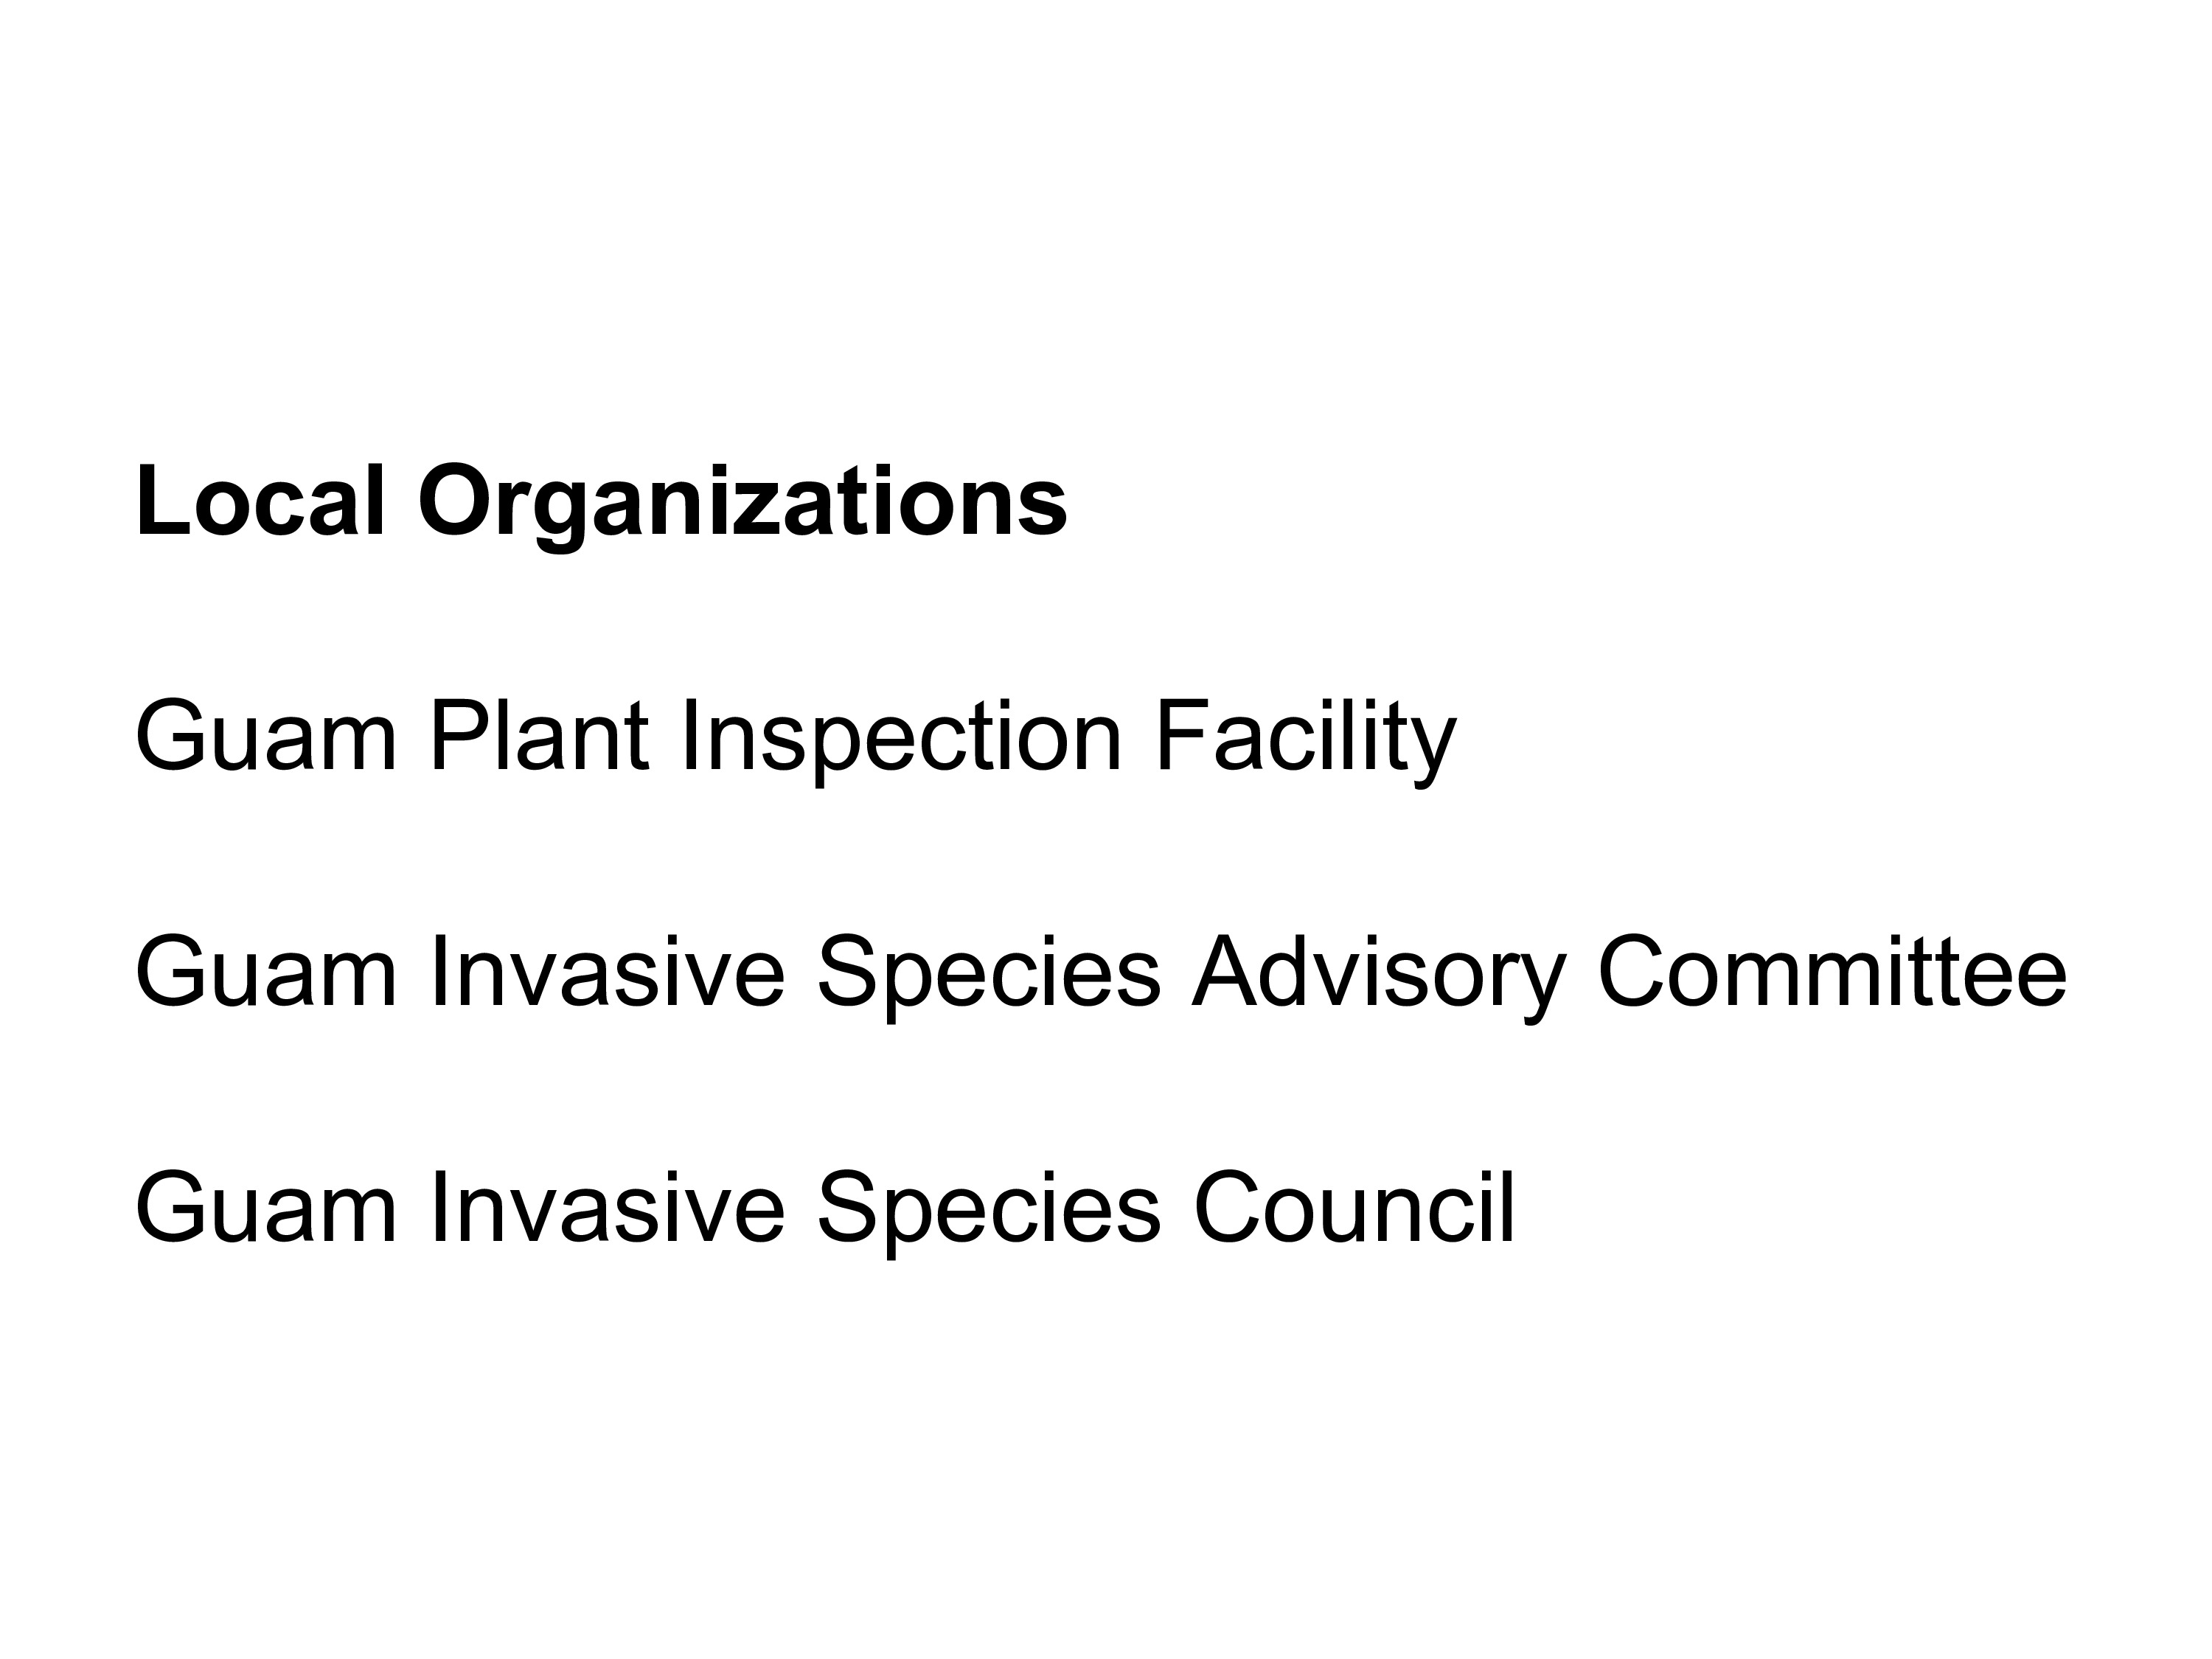 Local Organizations
Guam Plant Inspection Facility
Guam Invasive Species Advisory Committee
Guam Invasive Species Council